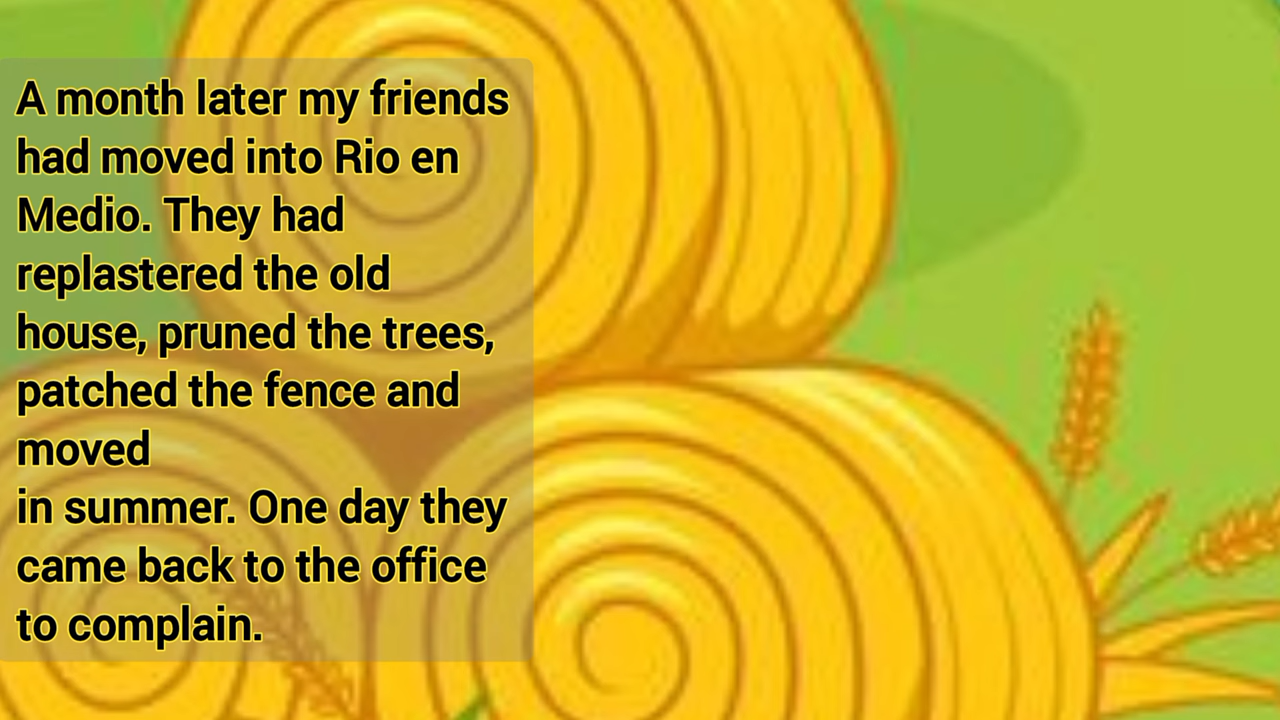 A month later my friends
had moved into Rio en
Medio. They had
replastered the old
house, pruned the trees,
patched the fence and
moved
in summer. One day they
came back to the office
to complain.